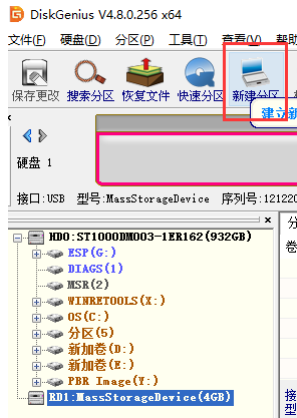 DiskGenius V4.8.0.256 x64
文件(F) 硬盘(D) 分区(P) 工具(T) 查看(V) 帮助
保存更改 搜索分区 恢复文件 快速分区 新建分区
建立新
硬盘 1
接口:USB 型号:MassStorageDevice 序列号:121220
HD0:ST1000DM003-1ER162(932GB)
分
ESP(G:)
卷
DIAGS(1)
MSR(2)
WINRETOOLS(X:)
OS(C:)
分区(5)
新加卷(D:)
新加卷(E:)
PBR Image(Y:)
接
RD1:MassStorageDevice(4GB)
型